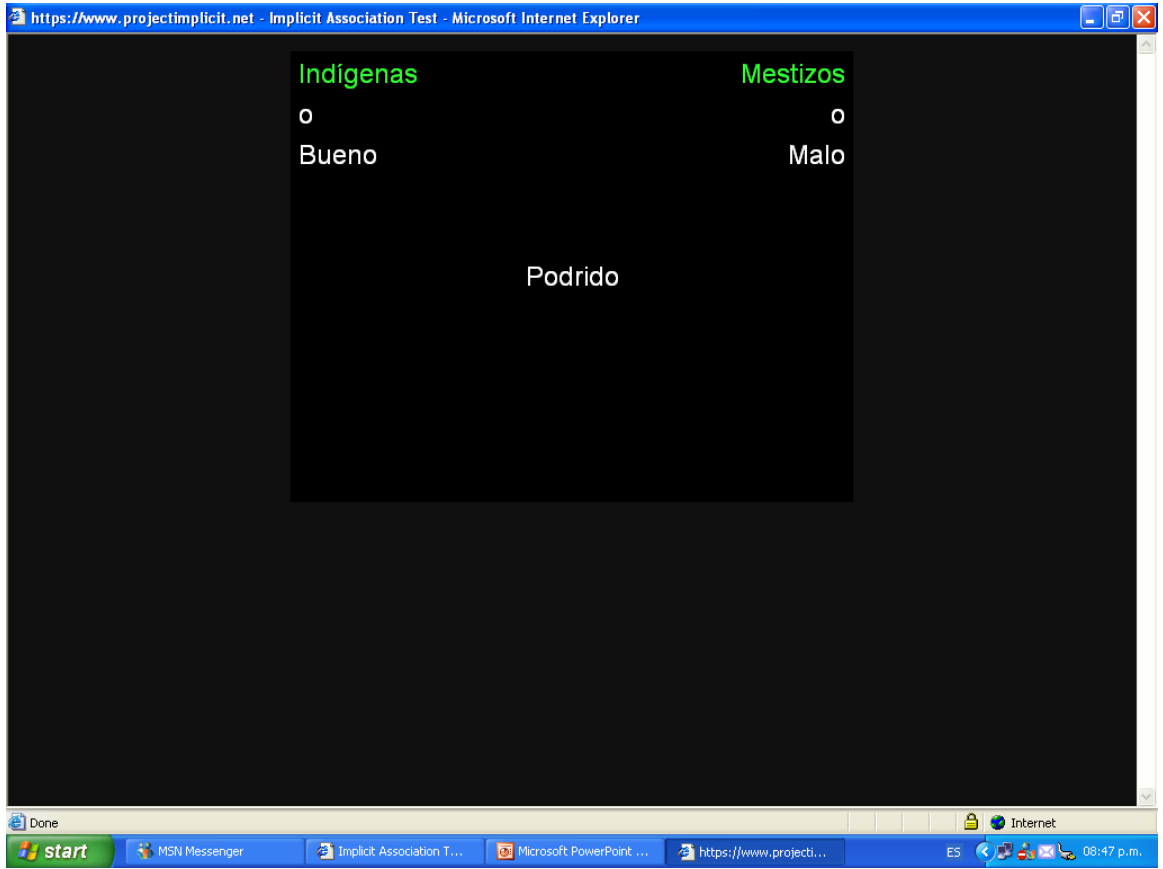 https://www.projectimplicit.net - Implicit Association Test - Microsoft Internet Explorer
Indígenas Mestizos
o o
Bueno Malo
Podrido
Done Internet
start MSN Messenger Implicit Association T... Microsoft PowerPoint ... https://www.projecti... ES 08:47 p.m.